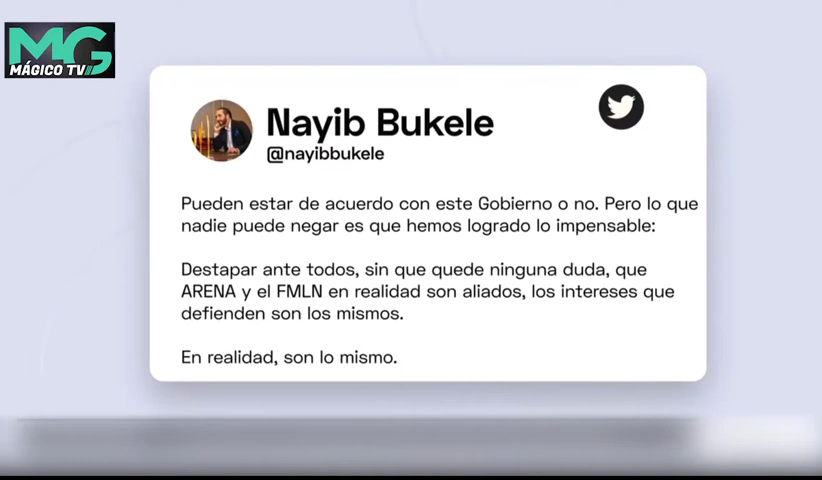 MG
MÁGICO TV
Nayib Bukele
@nayibbukele
Pueden estar de acuerdo con este Gobierno o no. Pero lo que
nadie puede negar es que hemos logrado lo impensable:
Destapar ante todos, sin que quede ninguna duda, que
ARENA y el FMLN en realidad son aliados, los intereses que
defienden son los mismos.
En realidad, son lo mismo.